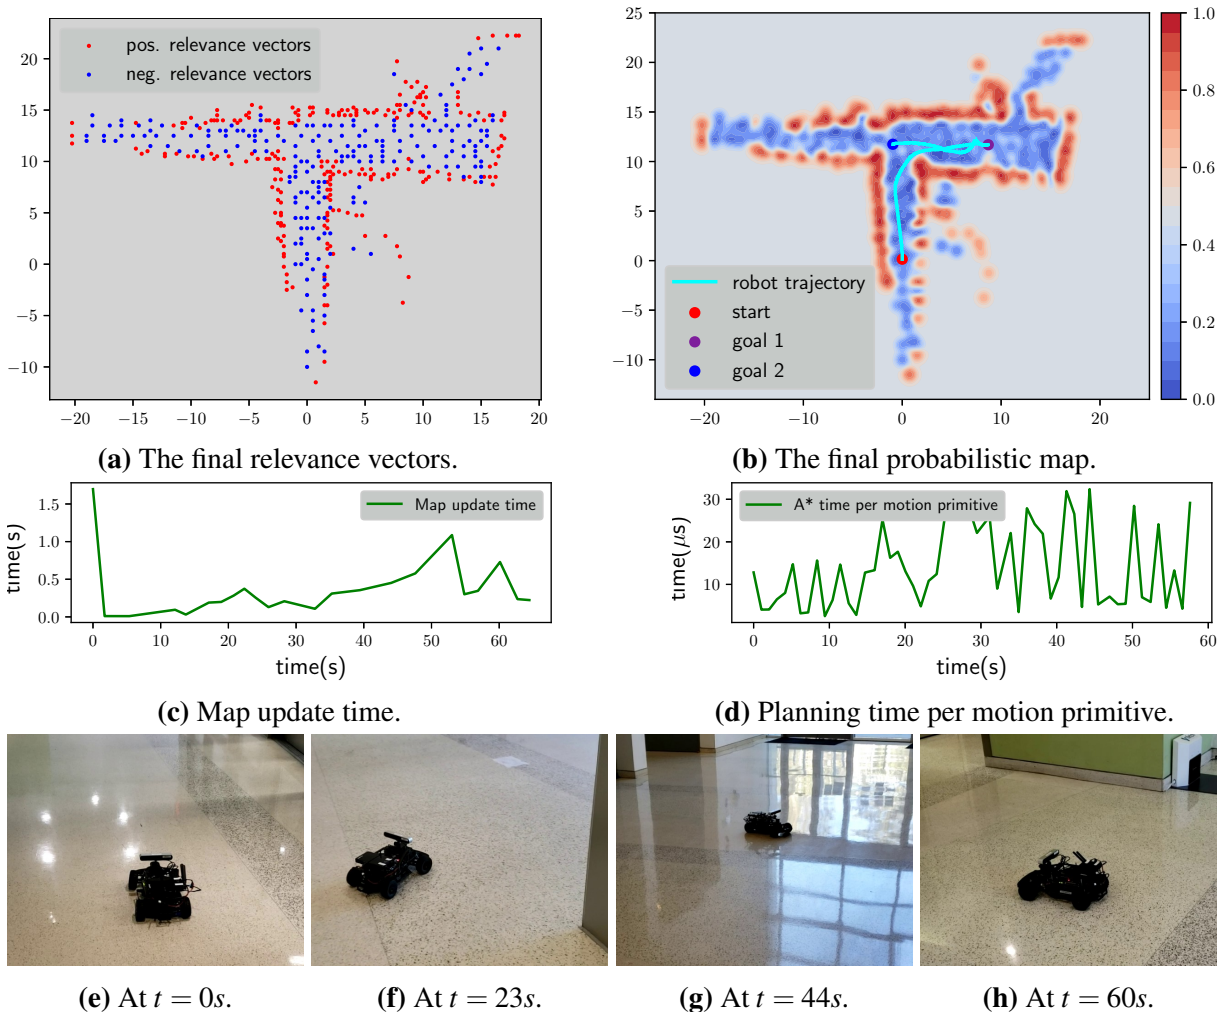 pos. relevance vectors
neg. relevance vectors
20
15
10
5
0
−5
−10
−20 −15 −10 −5 0 5 10 15 20
(a) The final relevance vectors.
25
20
15
10
5
0
−5
−10
robot trajectory
start
goal 1
goal 2
−20 −10 0 10 20
1.0
0.8
0.6
0.4
0.2
0.0
(b) The final probabilistic map.
time(s)
1.5
1.0
0.5
0.0
Map update time
0 10 20 30 40 50 60
time(s)
(c) Map update time.
time(μs)
30
20
10
A* time per motion primitive
0 10 20 30 40 50 60
time(s)
(d) Planning time per motion primitive.
(e) At t = 0s.
(f) At t = 23s.
(g) At t = 44s.
(h) At t = 60s.